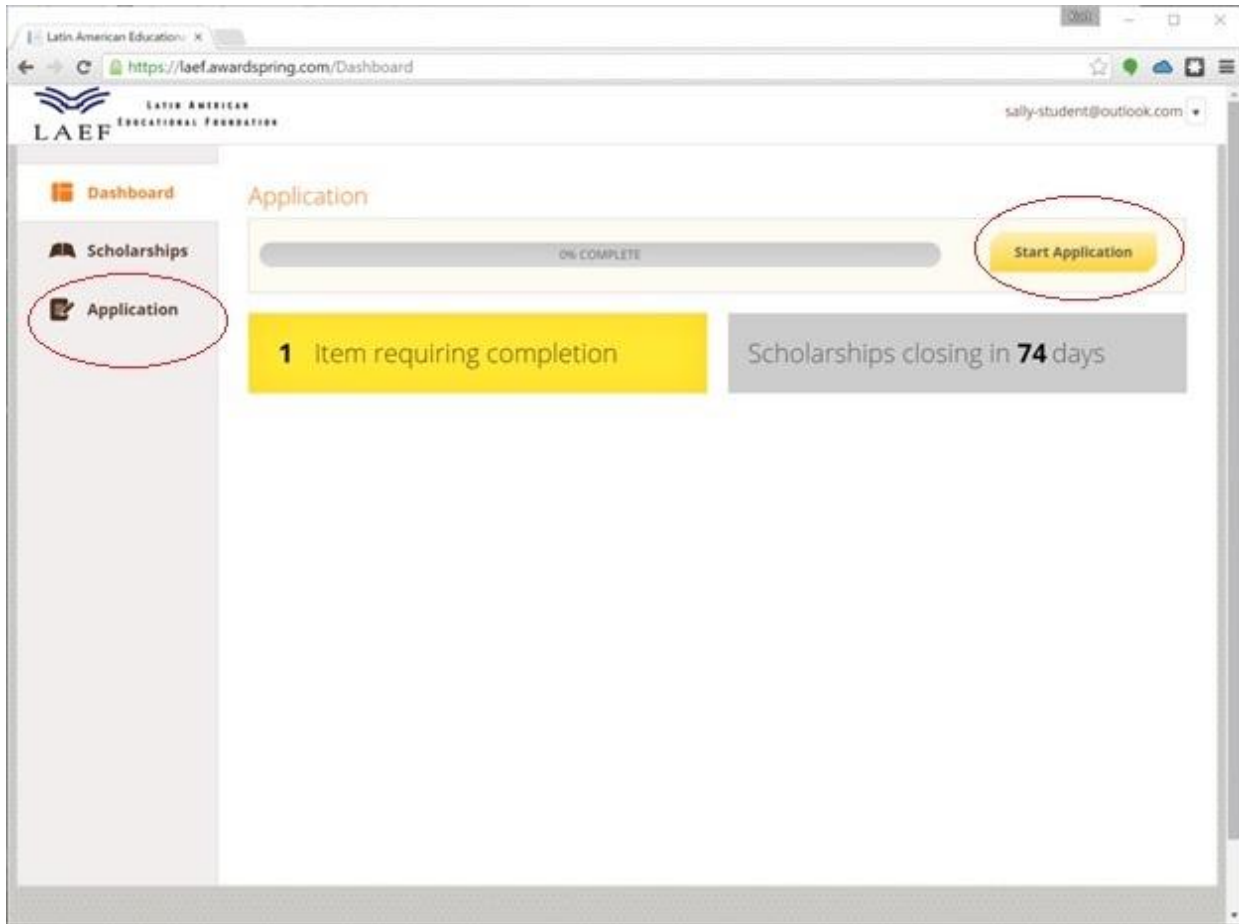 Latin American Education
https://laef.awardspring.com/Dashboard
LATIN AMERICAN
EDUCATIONAL FOUNDATION
LAEF
sally-student@outlook.com
Dashboard
Scholarships
Application
Application
0% COMPLETE
Start Application
1 Item requiring completion
Scholarships closing in 74 days